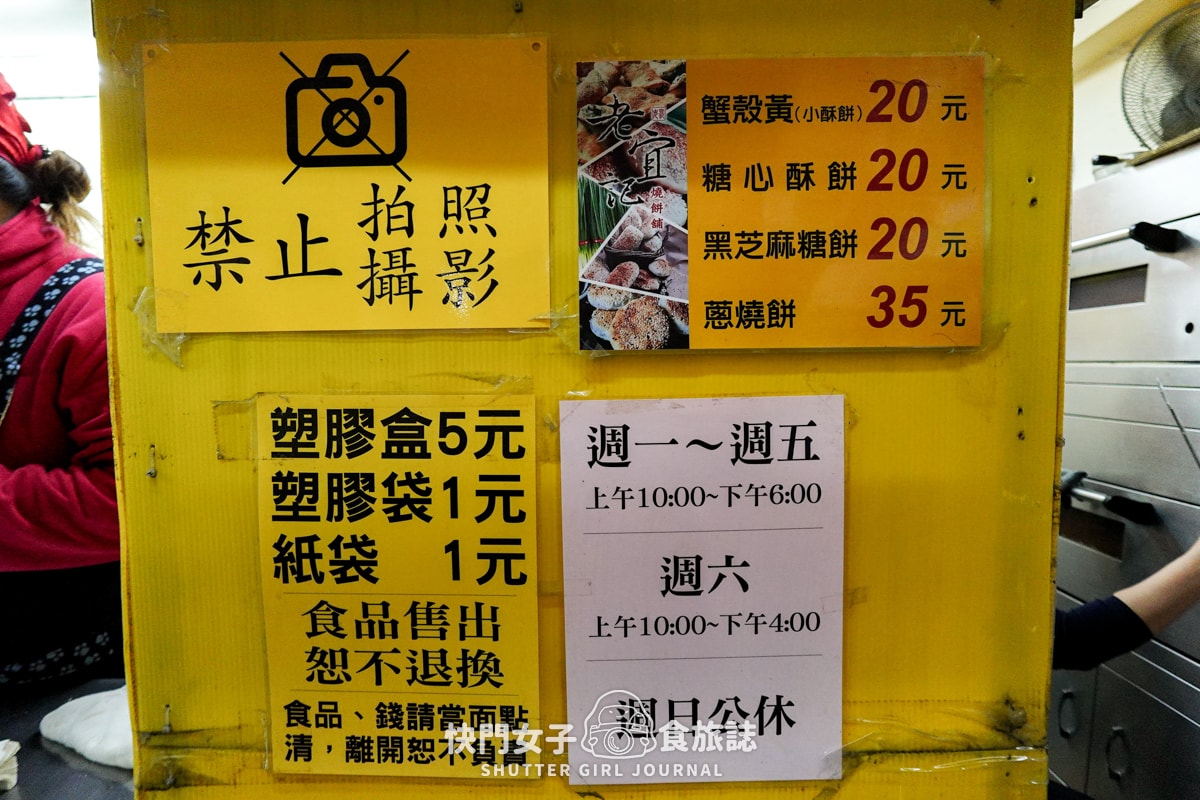 禁止 拍攝 照影
老宜記
燒餅舖
蟹殼黃(小酥餅) 20 元
糖心酥餅 20 元
黑芝麻糖餅 20 元
蔥燒餅 35 元
塑膠盒5元
塑膠袋1元
紙袋 1元
食品售出
恕不退換
食品、錢請當面點
清，離開恕不負責
週一～週五
上午10:00~下午6:00
週六
上午10:00~下午4:00
週日公休
快門女子 食旅誌
SHUTTER GIRL JOURNAL